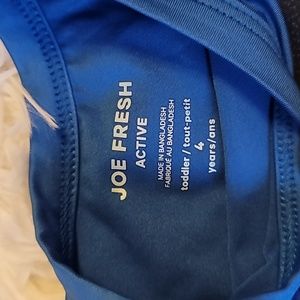 JOE FRESH
ACTIVE
MADE IN BANGLADESH
FABRIQUÉ AU BANGLADESH
toddler / tout-petit
4
years/ans